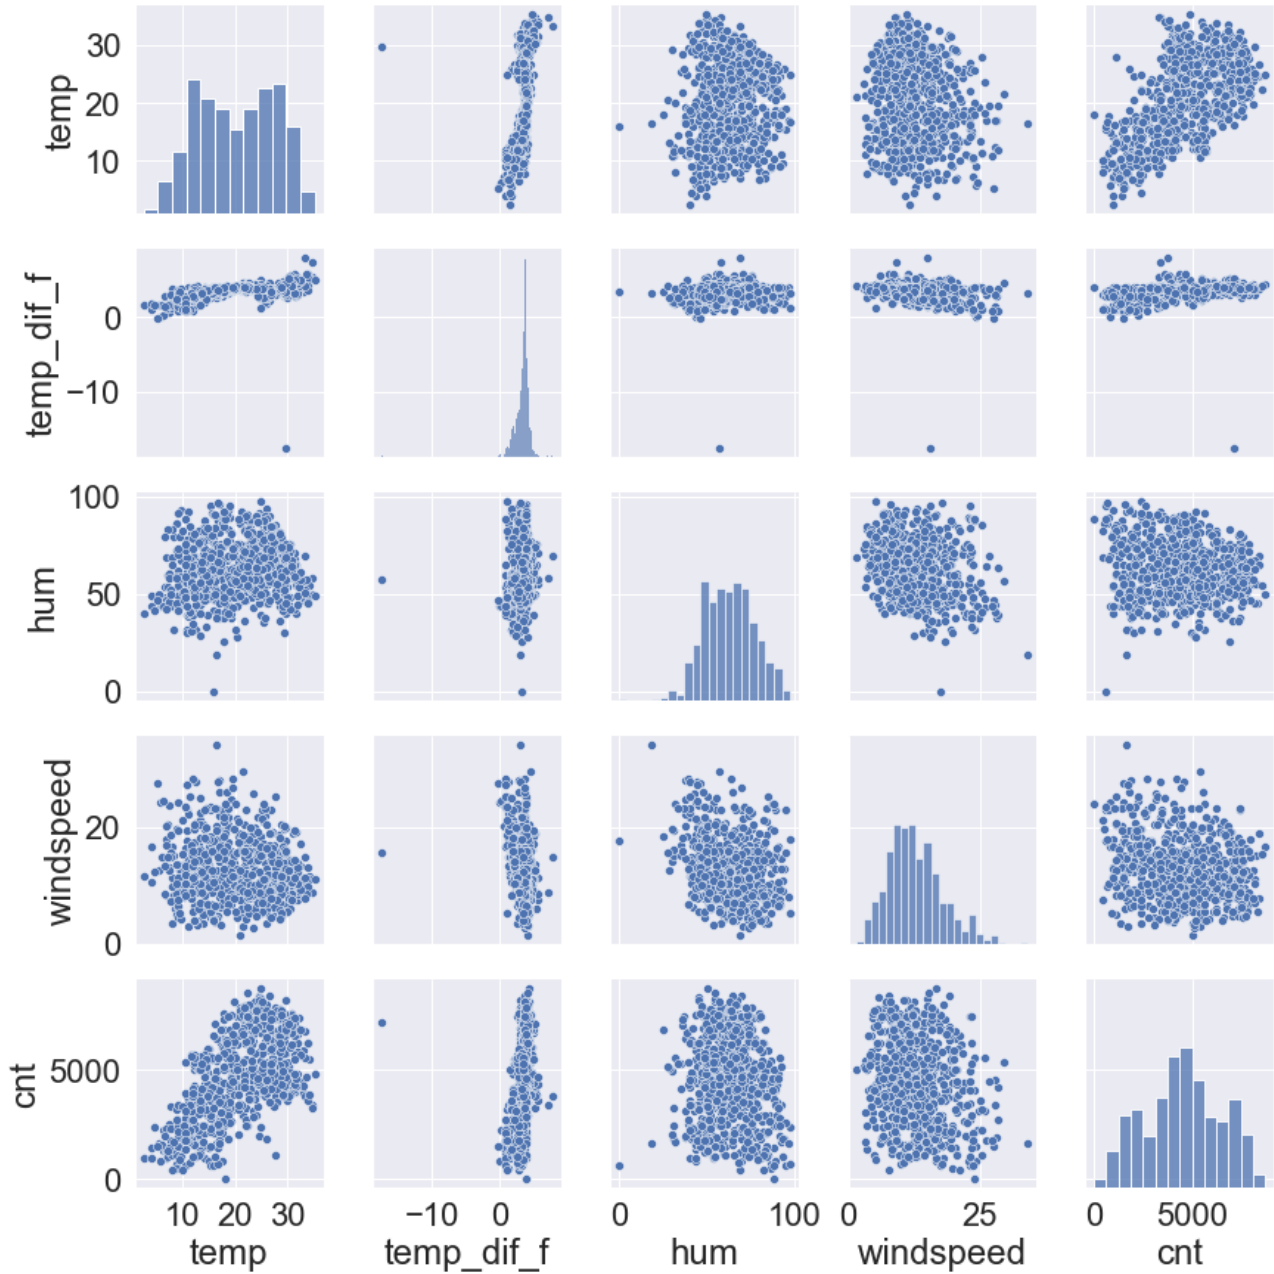 30
20
10
temp
0
−10
temp_dif_f
100
50
0
hum
20
0
windspeed
5000
0
cnt
10 20 30
−10 0
0 100
0 25
0 5000
temp temp_dif_f hum windspeed cnt